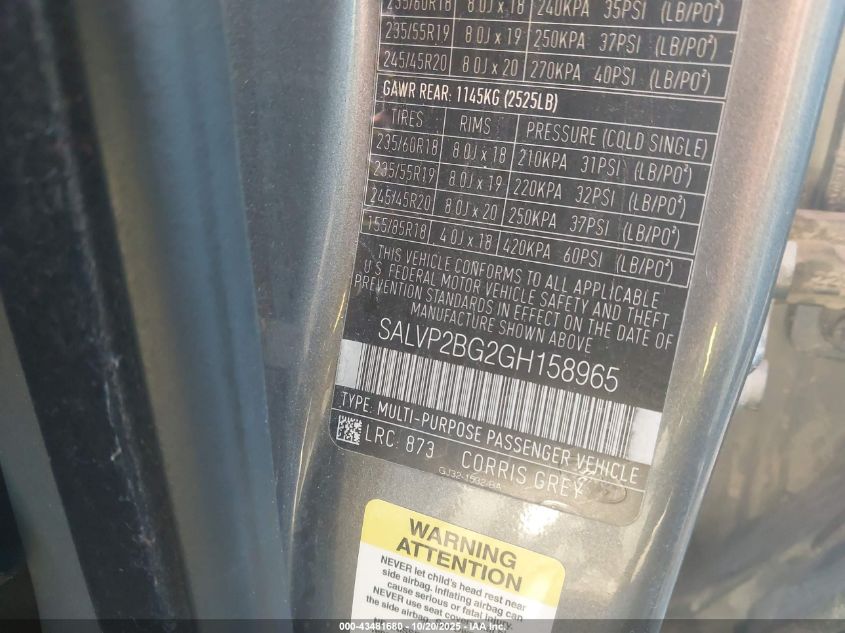 235/60R18 8.0J x 18 240KPA 35PSI (LB/PO²)
235/55R19 8.0J x 19 250KPA 37PSI (LB/PO²)
245/45R20 8.0J x 20 270KPA 40PSI (LB/PO²)
GAWR REAR: 1145KG (2525LB)
TIRES RIMS PRESSURE (COLD SINGLE)
235/60R18 8.0J x 18 210KPA 31PSI (LB/PO²)
235/55R19 8.0J x 19 220KPA 32PSI (LB/PO²)
245/45R20 8.0J x 20 250KPA 37PSI (LB/PO²)
155/85R18 4.0J x 18 420KPA 60PSI (LB/PO²)
THIS VEHICLE CONFORMS TO ALL APPLICABLE
U.S. FEDERAL MOTOR VEHICLE SAFETY AND THEFT
PREVENTION STANDARDS IN EFFECT ON THE DATE OF
MANUFACTURE SHOWN ABOVE
SALVP2BG2GH158965
TYPE: MULTI-PURPOSE PASSENGER VEHICLE
LRC: 873 CORRIS GREY
GJ32-1532-BA
WARNING
ATTENTION
NEVER let child's head rest near
side airbag. inflating airbag can
cause serious or fatal injury.
NEVER use seat
the side airbag.
000-43481680 - 10/20/2025 - IAA, Inc.